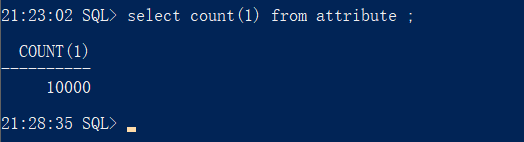 21:23:02 SQL> select count(1) from attribute ;
COUNT(1)
----------
10000
21:28:35 SQL>